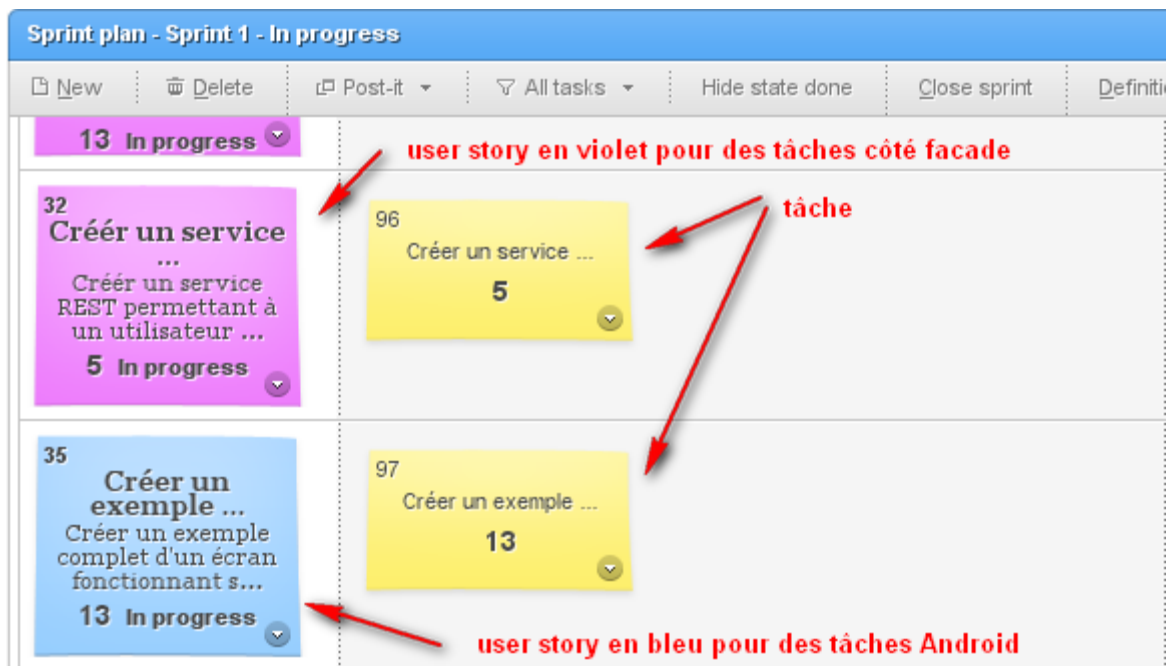 Sprint plan - Sprint 1 - In progress
New Delete Post-it All tasks Hide state done Close sprint Definiti
13 In progress
user story en violet pour des tâches côté facade
32
Créér un service
...
Créér un service
REST permettant à
un utilisateur ...
5 In progress
96
Créer un service ...
5
tâche
35
Créer un
exemple ...
Créer un exemple
complet d'un écran
fonctionnant s...
13 In progress
97
Créer un exemple ...
13
user story en bleu pour des tâches Android